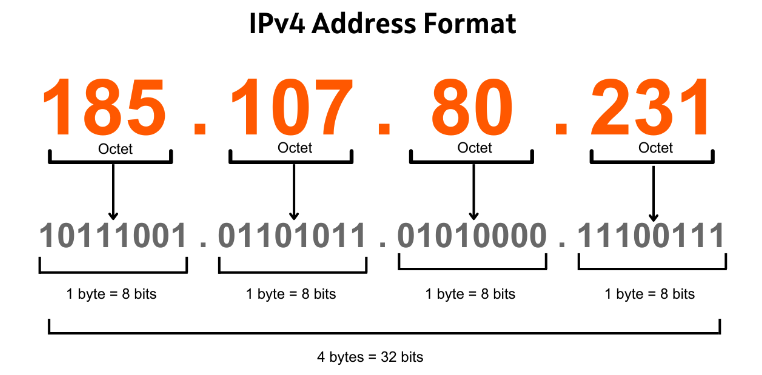 IPv4 Address Format
185 . 107 . 80 . 231
Octet Octet Octet Octet
10111001 . 01101011 . 01010000 . 11100111
1 byte = 8 bits 1 byte = 8 bits 1 byte = 8 bits 1 byte = 8 bits
4 bytes = 32 bits